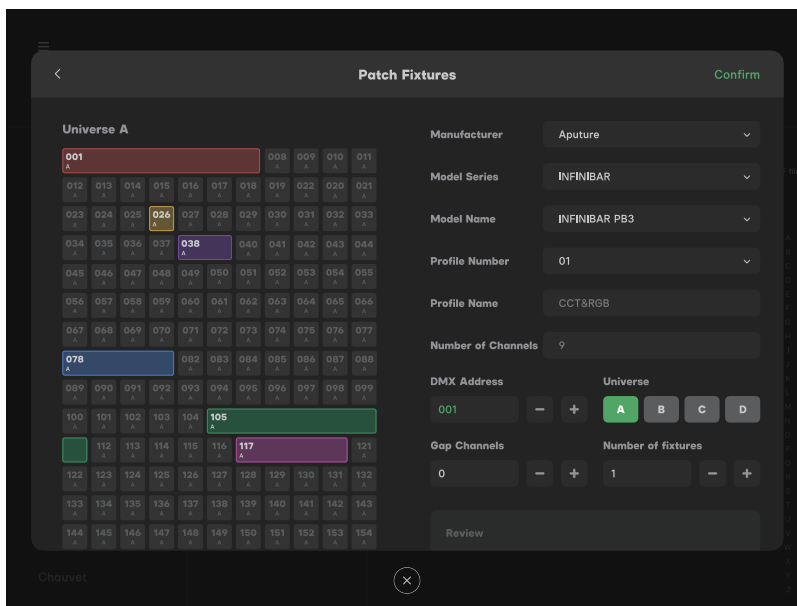 Patch Fixtures
Confirm
Universe A
001
A
008 009 010 011
A A A A
012 013 014 015 016 017 018 019 022 020 021
A A A A A A A A A A A
023 024 025 026 027 028 029 030 031 032 033
A A A A A A A A A A A
034 035 036 037 038 040 041 042 043 044
A A A A A A A A A A
045 046 047 048 049 050 051 052 053 054 055
A A A A A A A A A A A
056 057 058 059 060 061 062 063 064 065 066
A A A A A A A A A A A
067 068 069 070 071 072 073 074 075 076 077
A A A A A A A A A A A
078 082 083 084 085 086 087 088
A A A A A A A A
089 090 091 092 093 094 095 096 097 098 099
A A A A A A A A A A A
100 101 102 103 104 105
A A A A A A
112 113 114 115 116 117 121
A A A A A A A
122 123 124 125 126 127 128 129 130 131 132
A A A A A A A A A A A
133 134 135 136 137 138 139 140 141 142 143
A A A A A A A A A A A
144 145 146 147 148 149 150 151 152 153 154
A A A A A A A A A A A
Manufacturer Aputure
Model Series INFINIBAR
Model Name INFINIBAR PB3
Profile Number 01
Profile Name CCT&RGB
Number of Channels 9
DMX Address Universe
001 − + A B C D
Gap Channels Number of fixtures
0 − + 1 − +
Review
Chauvet